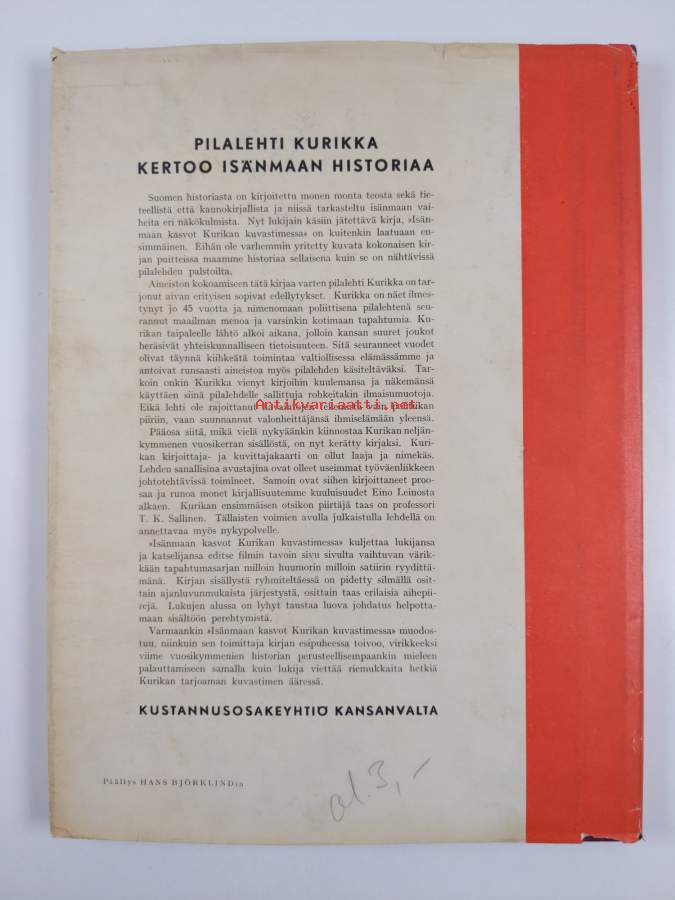 PILALEHTI KURIKKA
KERTOO ISÄNMAAN HISTORIAA
Suomen historiasta on kirjoitettu monen monta teosta sekä tie-
teellistä että kaunokirjallista ja niissä tarkasteltu isänmaan vai-
heita eri näkökulmista. Nyt lukijain käsiin jätettävä kirja, »Isän-
maan kasvot Kurikan kuvastimessa» on kuitenkin laatuaan en-
simmäinen. Eihän ole varhemmin yritetty kuvata kokonaisen kir-
jan puitteissa maamme historiaa sellaisena kuin se on nähtävissä
pilalehden palstoilta.
Aineiston kokoamiseen tätä kirjaa varten pilalehti Kurikka on tar-
jonut aivan erityisen sopivat edellytykset. Kurikka on näet ilmes-
tynyt jo 45 vuotta ja nimenomaan poliittisena pilalehtenä seu-
rannut maailman menoa ja varsinkin kotimaan tapahtumia. Ku-
rikan taipaleelle lähtö alkoi aikana, jolloin kansan suuret joukot
heräsivät yhteiskunnalliseen tietoisuuteen. Sitä seuranneet vuodet
olivat täynnä kiihkeätä toimintaa valtiollisessa elämässämme ja
antoivat runsaasti aineistoa myös pilalehden käsiteltäväksi. Tar-
koin onkin Kurikka vienyt kirjoihin kuulemansa ja näkemänsä
käyttäen siinä pilalehdelle sallittuja rohkeitakin ilmaisumuotoja.
Eikä lehti ole rajoittanut havaintojen tekemistä vain politiikan
Antikvariaatti.net
piiriin, vaan suunnannut valonheittäjänsä ihmiselämään yleensä.
Pääosa siitä, mikä vielä nykyäänkin kiinnostaa Kurikan neljän-
kymmenen vuosikerran sisällöstä, on nyt kerätty kirjaksi. Kuri-
kan kirjoittaja- ja kuvittajakaarti on ollut laaja ja nimekäs.
Lehden sanallisina avustajina ovat olleet useimmat työväenliikkeen
johtotehtävissä toimineet. Samoin ovat siihen kirjoittaneet proo-
saa ja runoa monet kirjallisuutemme kuuluisuudet Eino Leinosta
alkaen. Kurikan ensimmäisen otsikon piirtäjä taas on professori
T. K. Sallinen. Tällaisten voimien avulla julkaistulla lehdellä on
annettavaa myös nykypolvelle.
»Isänmaan kasvot Kurikan kuvastimessa» kuljettaa lukijansa
ja katselijansa editse filmin tavoin sivu sivulta vaihtuvan värik-
kään tapahtumasarjan milloin huumorin milloin satiirin ryydittä-
mänä. Kirjan sisällystä ryhmiteltäessä on pidetty silmällä osit-
tain ajanluvunmukaista järjestystä, osittain taas erilaisia aihepii-
rejä. Lukujen alussa on lyhyt taustaa luova johdatus helpotta-
maan sisältöön perehtymistä.
Varmaankin »Isänmaan kasvot Kurikan kuvastimessa» muodos-
tuu, niinkuin sen toimittaja kirjan esipuheessa toivoo, virikkeeksi
viime vuosikymmenien historian perusteellisempaankin mieleen
palauttamiseen samalla kuin lukija viettää riemukkaita hetkiä
Kurikan tarjoaman kuvastimen ääressä.
KUSTANNUSOSAKEYHTIÖ KANSANVALTA
Päällys HANS BJÖRKLINDin
al. 3,–